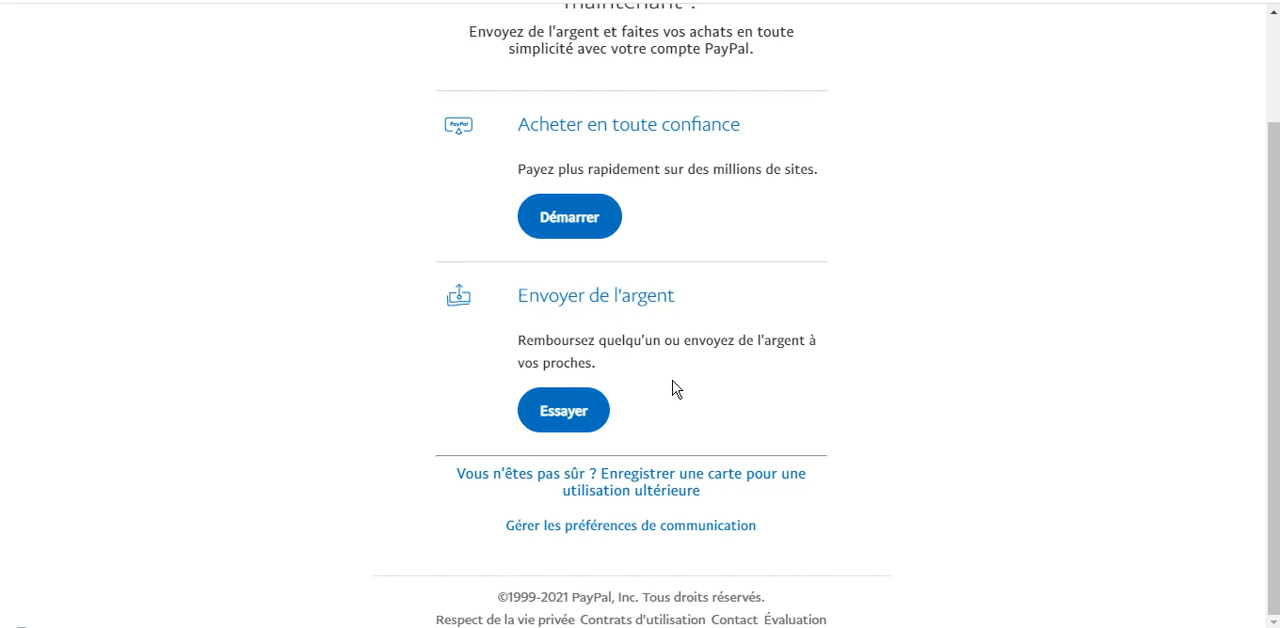 maintenant ?
Envoyez de l'argent et faites vos achats en toute
simplicité avec votre compte PayPal.
PayPal
Acheter en toute confiance
Payez plus rapidement sur des millions de sites.
Démarrer
Envoyer de l'argent
Remboursez quelqu'un ou envoyez de l'argent à
vos proches.
Essayer
Vous n'êtes pas sûr ? Enregistrer une carte pour une
utilisation ultérieure
Gérer les préférences de communication
©1999-2021 PayPal, Inc. Tous droits réservés.
Respect de la vie privée Contrats d'utilisation Contact Évaluation